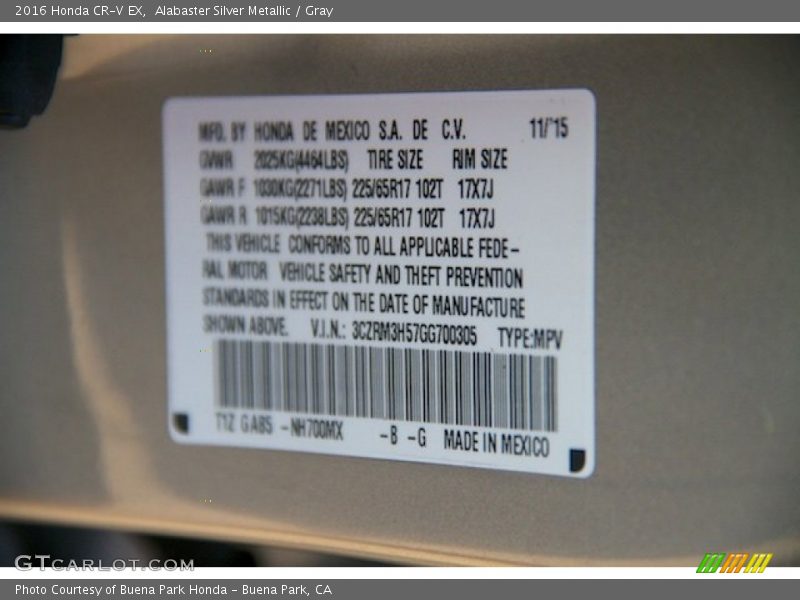 2016 Honda CR-V EX,  Alabaster Silver Metallic / Gray
MFD. BY HONDA DE MEXICO S.A. DE C.V. 11/'15
GVWR 2025KG(4464LBS) TIRE SIZE RIM SIZE
GAWR F 1030KG(2271LBS) 225/65R17 102T 17X7J
GAWR R 1015KG(2238LBS) 225/65R17 102T 17X7J
THIS VEHICLE CONFORMS TO ALL APPLICABLE FEDE-
RAL MOTOR VEHICLE SAFETY AND THEFT PREVENTION
STANDARDS IN EFFECT ON THE DATE OF MANUFACTURE
SHOWN ABOVE. V.I.N.: 3CZRM3H57GG700305 TYPE:MPV
T1Z GA85 -NH700MX -B -G MADE IN MEXICO
GTCARLOT.COM
Photo Courtesy of Buena Park Honda - Buena Park, CA